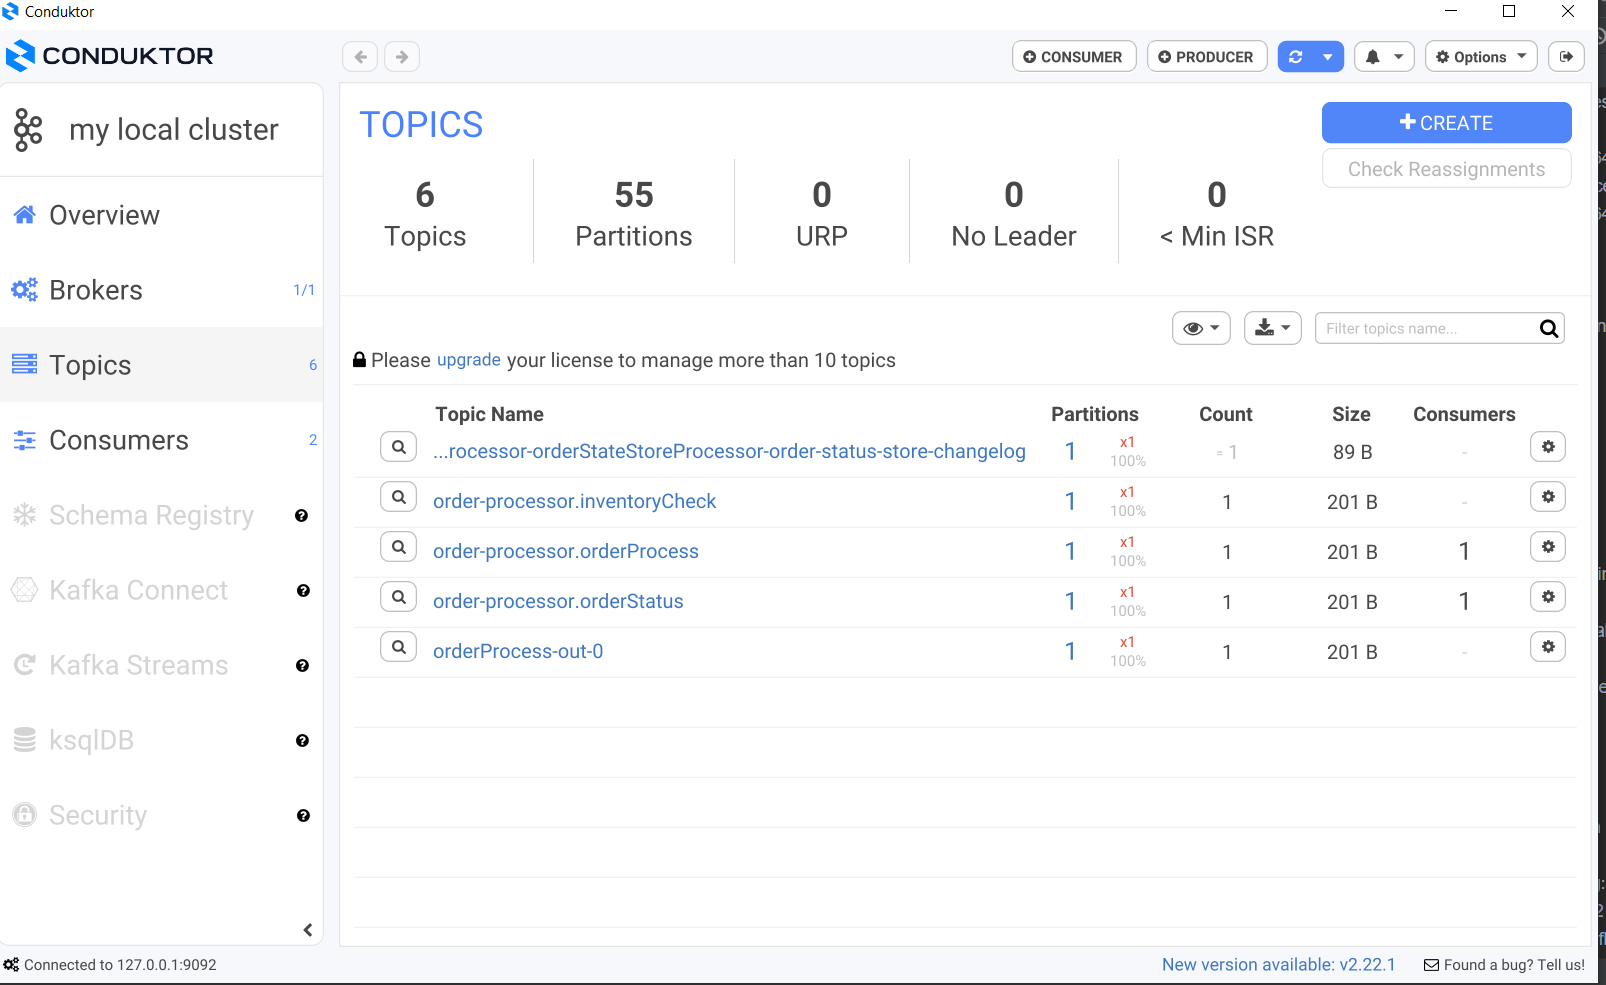 Conduktor
CONDUKTOR
CONSUMER
PRODUCER
Options
my local cluster
Overview
Brokers 1/1
Topics 6
Consumers 2
Schema Registry
Kafka Connect
Kafka Streams
ksqlDB
Security
TOPICS
CREATE
Check Reassignments
6 55 0 0 0
Topics Partitions URP No Leader < Min ISR
Filter topics name...
Please upgrade your license to manage more than 10 topics
Topic Name Partitions Count Size Consumers
...rocessor-orderStateStoreProcessor-order-status-store-changelog 1 x1 100% = 1 89 B -
order-processor.inventoryCheck 1 x1 100% 1 201 B -
order-processor.orderProcess 1 x1 100% 1 201 B 1
order-processor.orderStatus 1 x1 100% 1 201 B 1
orderProcess-out-0 1 x1 100% 1 201 B -
Connected to 127.0.0.1:9092
New version available: v2.22.1
Found a bug? Tell us!